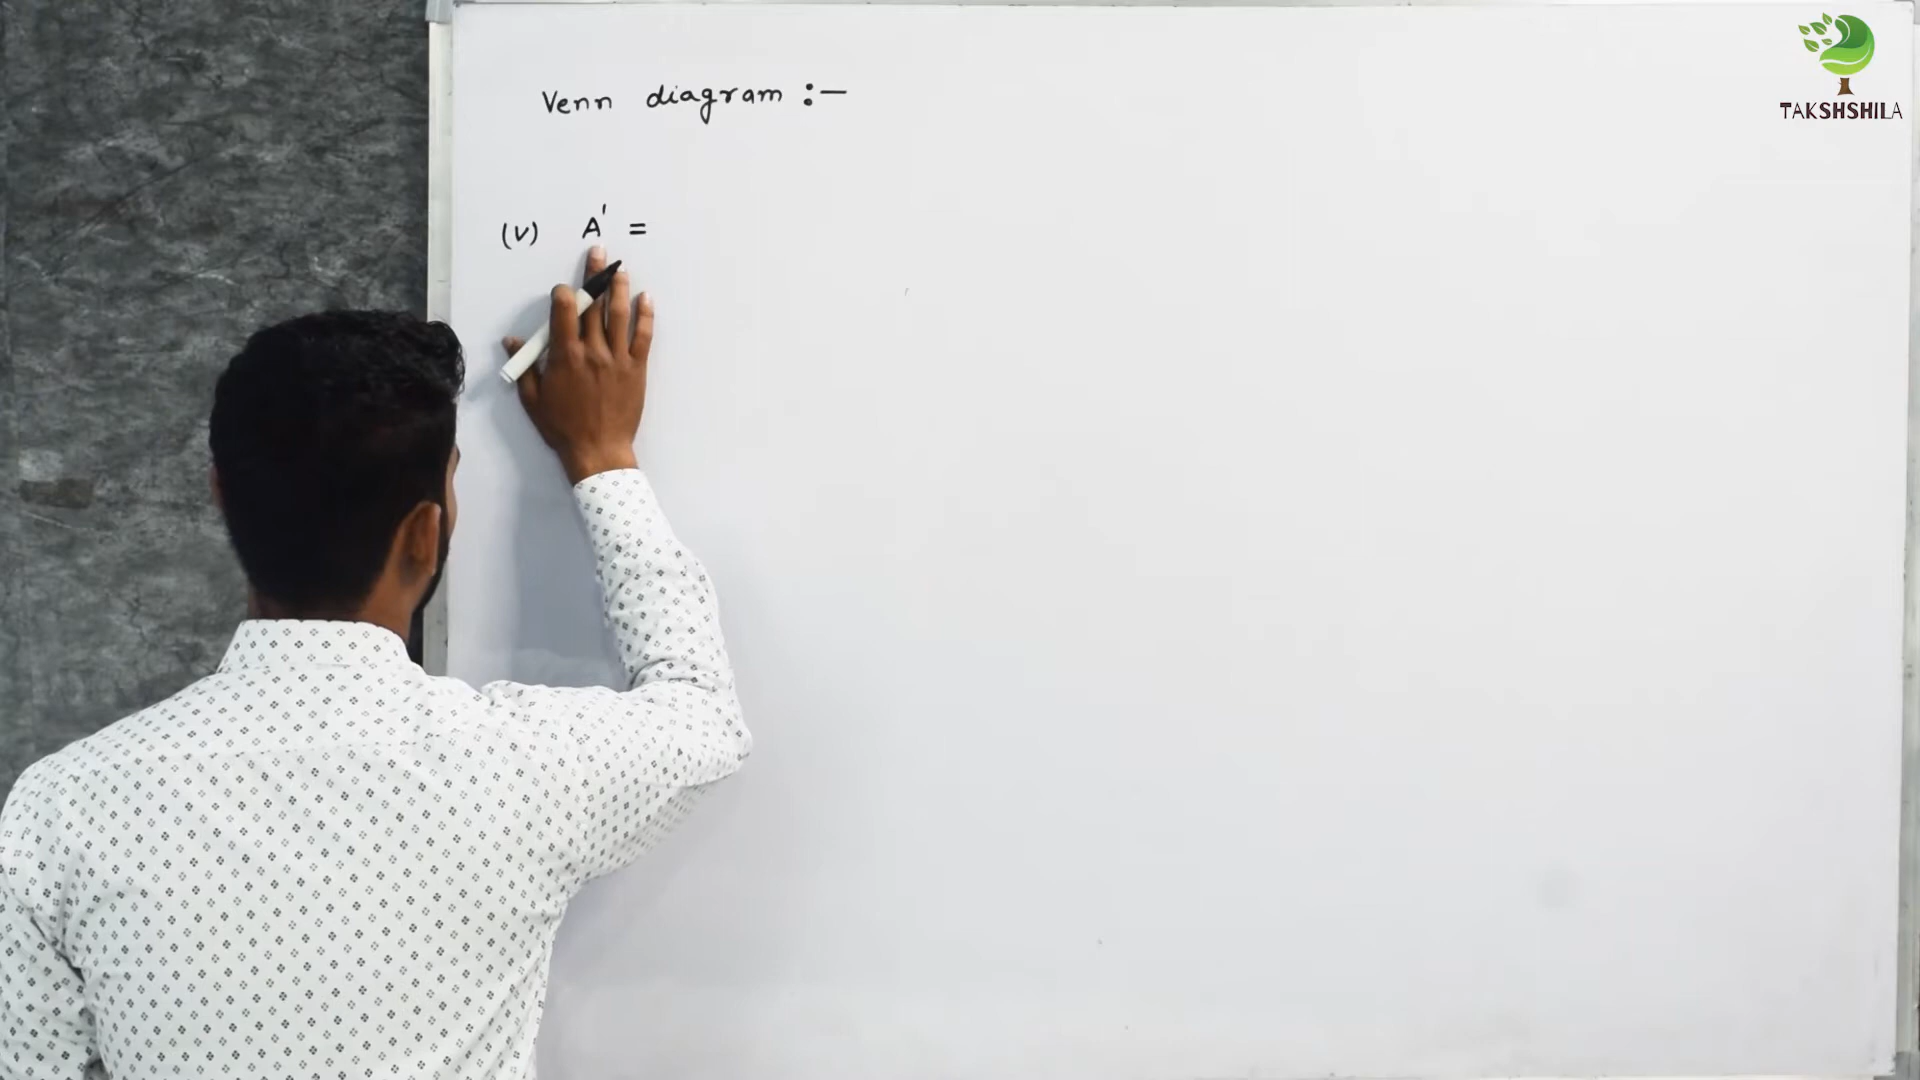 TAKSHSHILA
Venn diagram :-
(V) A' =